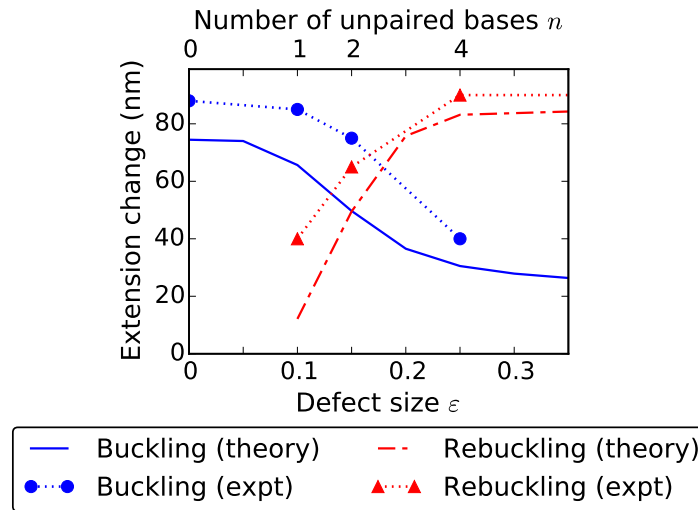 Number of unpaired bases n
0 1 2 4
Extension change (nm)
80
60
40
20
0
0 0.1 0.2 0.3
Defect size ε
Buckling (theory) Rebuckling (theory)
Buckling (expt) Rebuckling (expt)